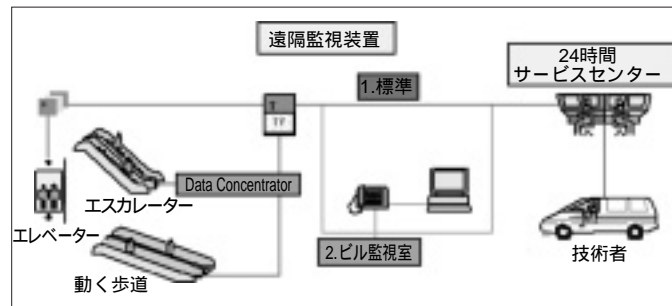 遠隔監視装置
24時間
サービスセンター
1.標準
T
TF
Data Concentrator
エスカレーター
エレベーター
2.ビル監視室
動く歩道
技術者